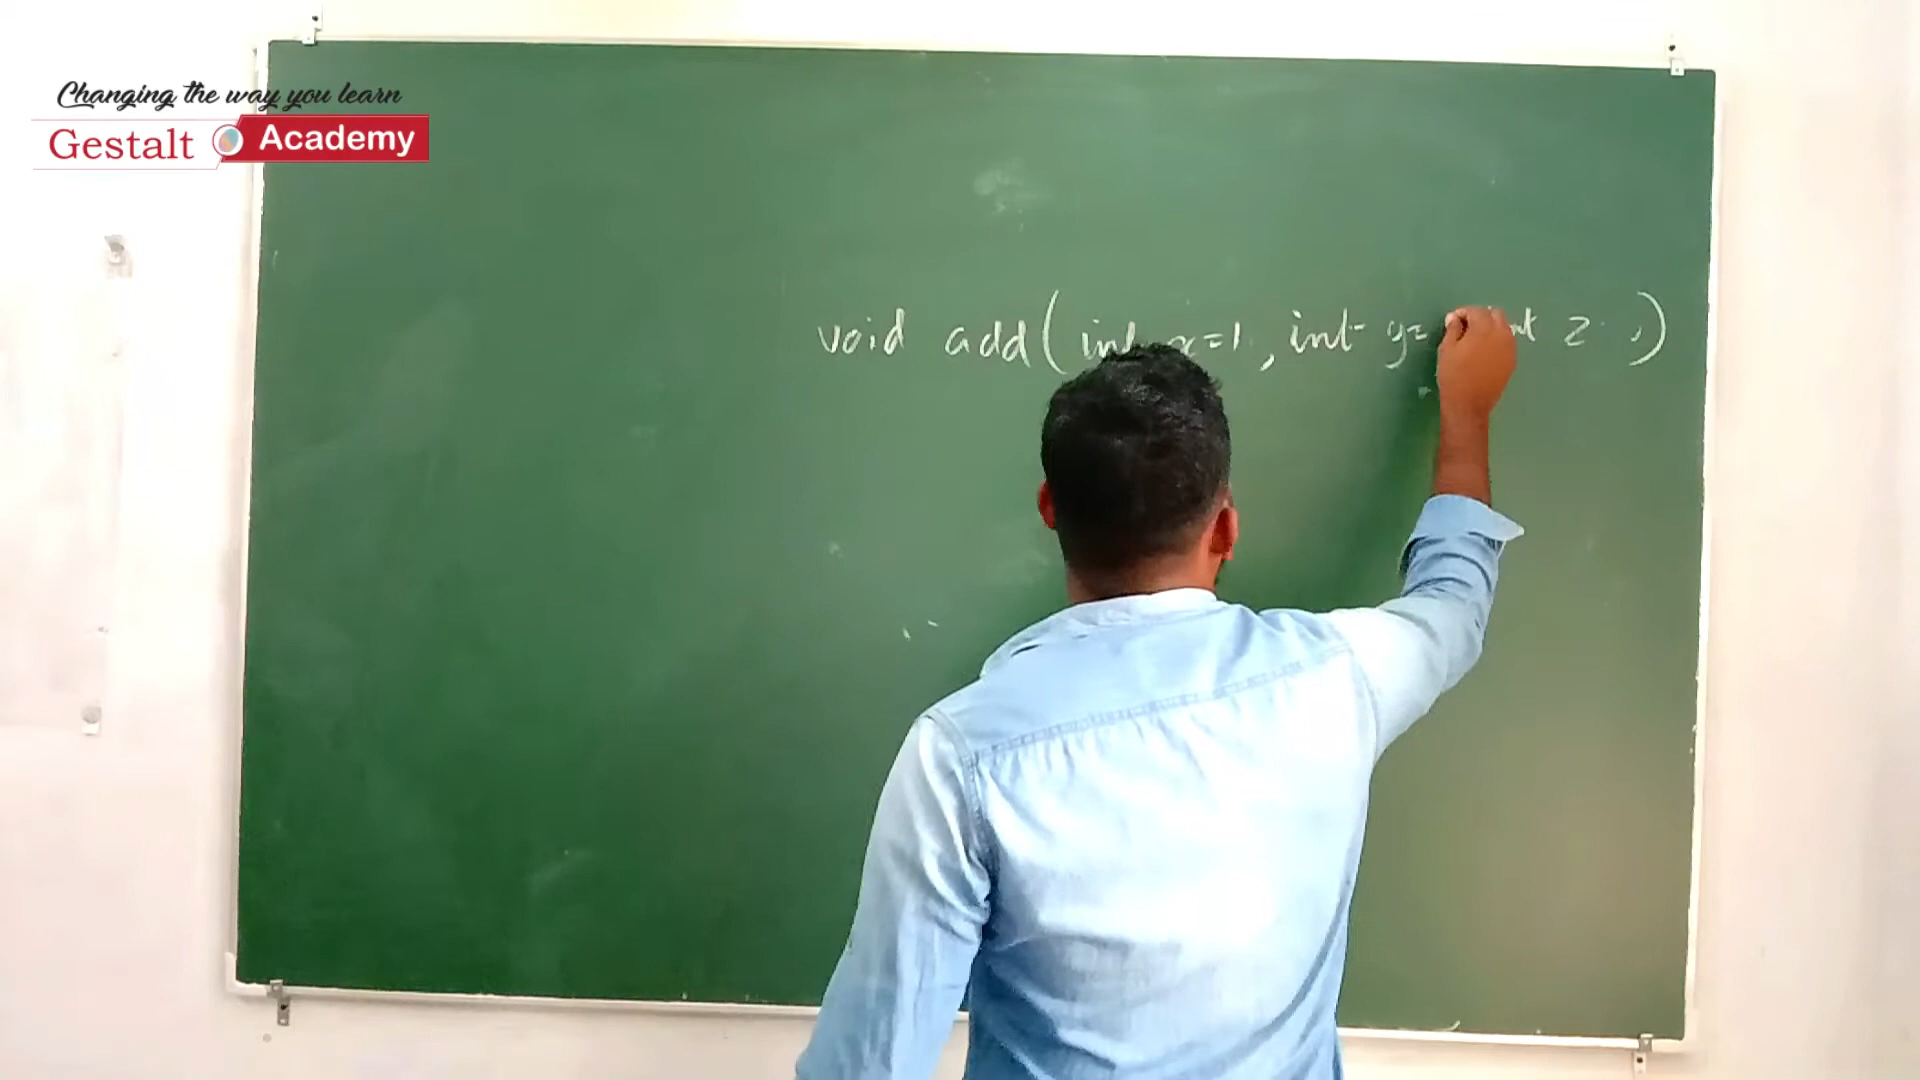 Changing the way you learn
Gestalt Academy
void add( int x=1, int y= int z , )